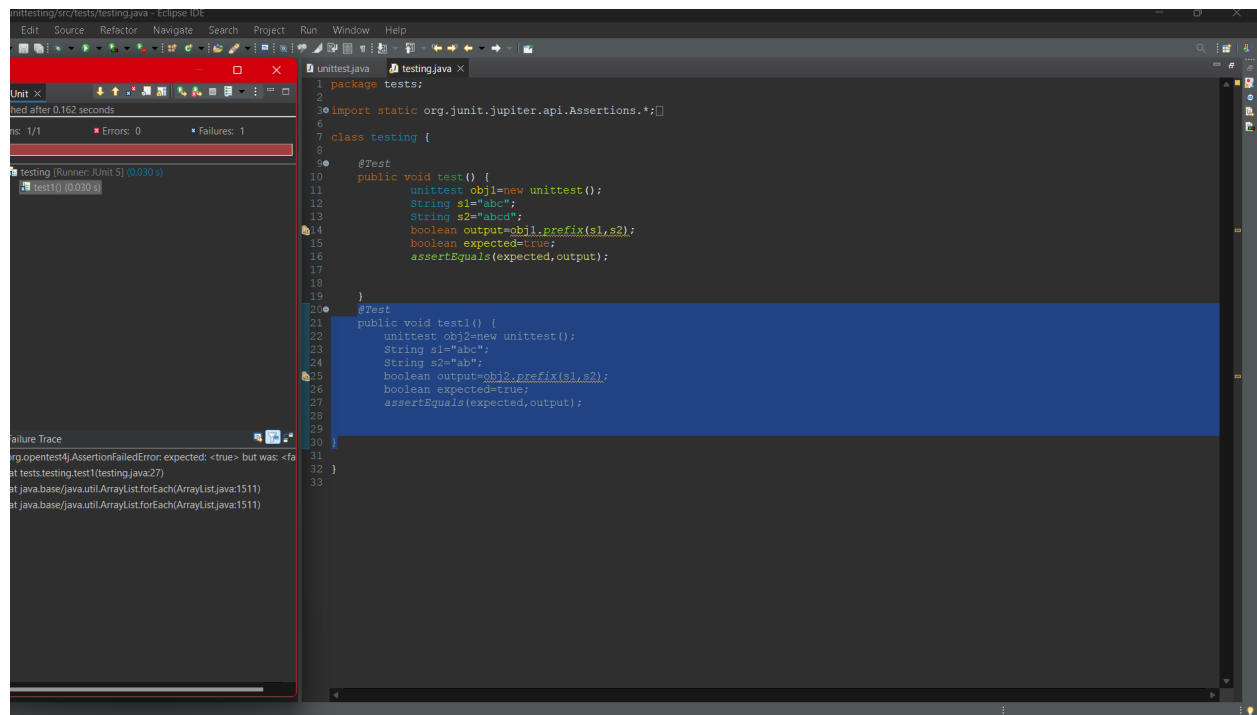 unittesting/src/tests/testing.java - Eclipse IDE
Edit Source Refactor Navigate Search Project Run Window Help
Unit
unittest.java testing.java
hed after 0.162 seconds
ns: 1/1 Errors: 0 Failures: 1
testing [Runner: JUnit 5] (0.030 s)
test1() (0.030 s)
Failure Trace
org.opentest4j.AssertionFailedError: expected: <true> but was: <fa
at tests.testing.test1(testing.java:27)
at java.base/java.util.ArrayList.forEach(ArrayList.java:1511)
at java.base/java.util.ArrayList.forEach(ArrayList.java:1511)
1 package tests;
2
3 import static org.junit.jupiter.api.Assertions.*;
6
7 class testing {
8
9 @Test
10 public void test() {
11 unittest obj1=new unittest();
12 String s1="abc";
13 String s2="abcd";
14 boolean output=obj1.prefix(s1,s2);
15 boolean expected=true;
16 assertEquals(expected,output);
17
18
19 }
20 @Test
21 public void test1() {
22 unittest obj2=new unittest();
23 String s1="abc";
24 String s2="ab";
25 boolean output=obj2.prefix(s1,s2);
26 boolean expected=true;
27 assertEquals(expected,output);
28
29
30 }
31
32 }
33